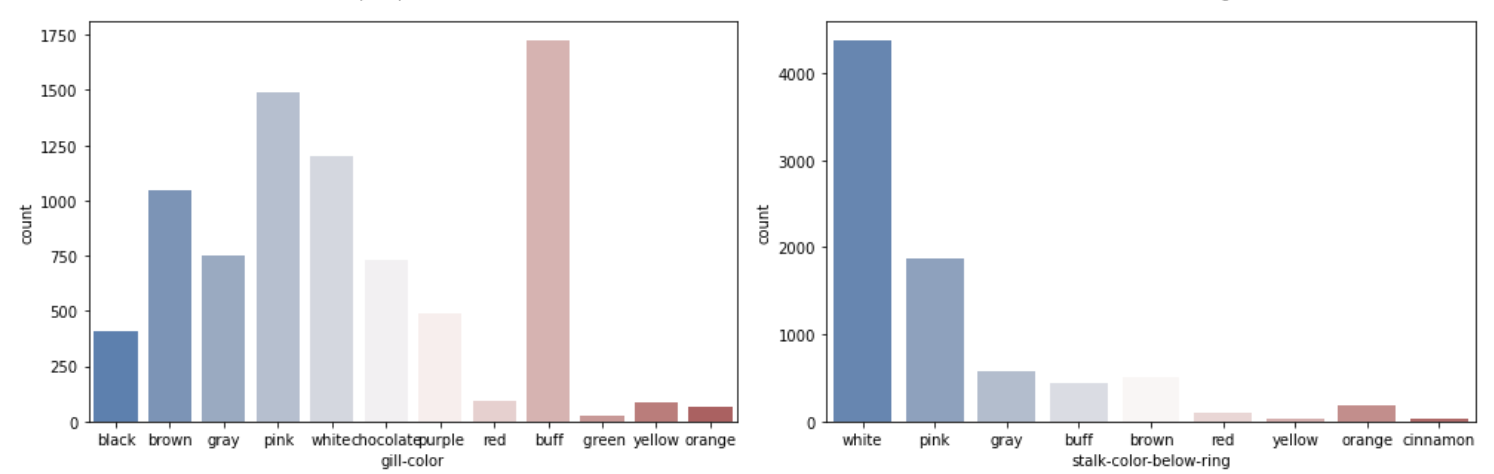 1750
1500
1250
1000
750
500
250
0
count
black brown gray pink white chocolate purple red buff green yellow orange
gill-color
4000
3000
2000
1000
0
count
white pink gray buff brown red yellow orange cinnamon
stalk-color-below-ring